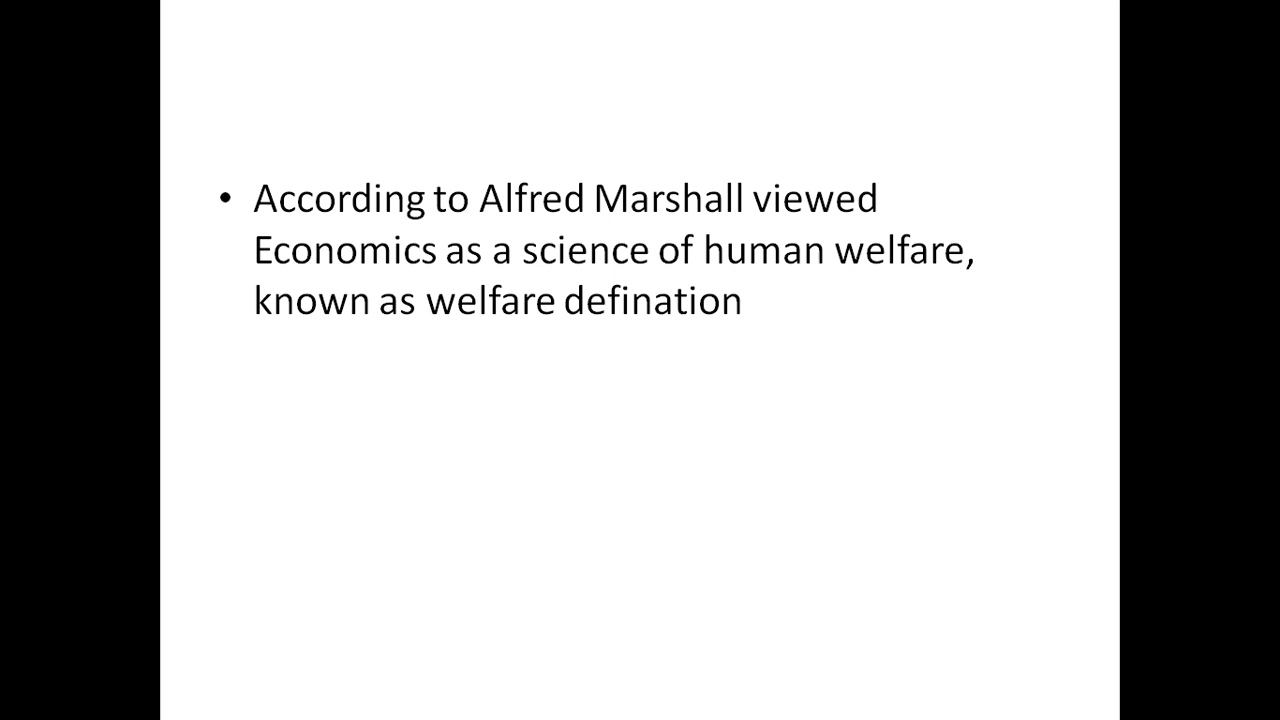 • According to Alfred Marshall viewed
Economics as a science of human welfare,
known as welfare defination